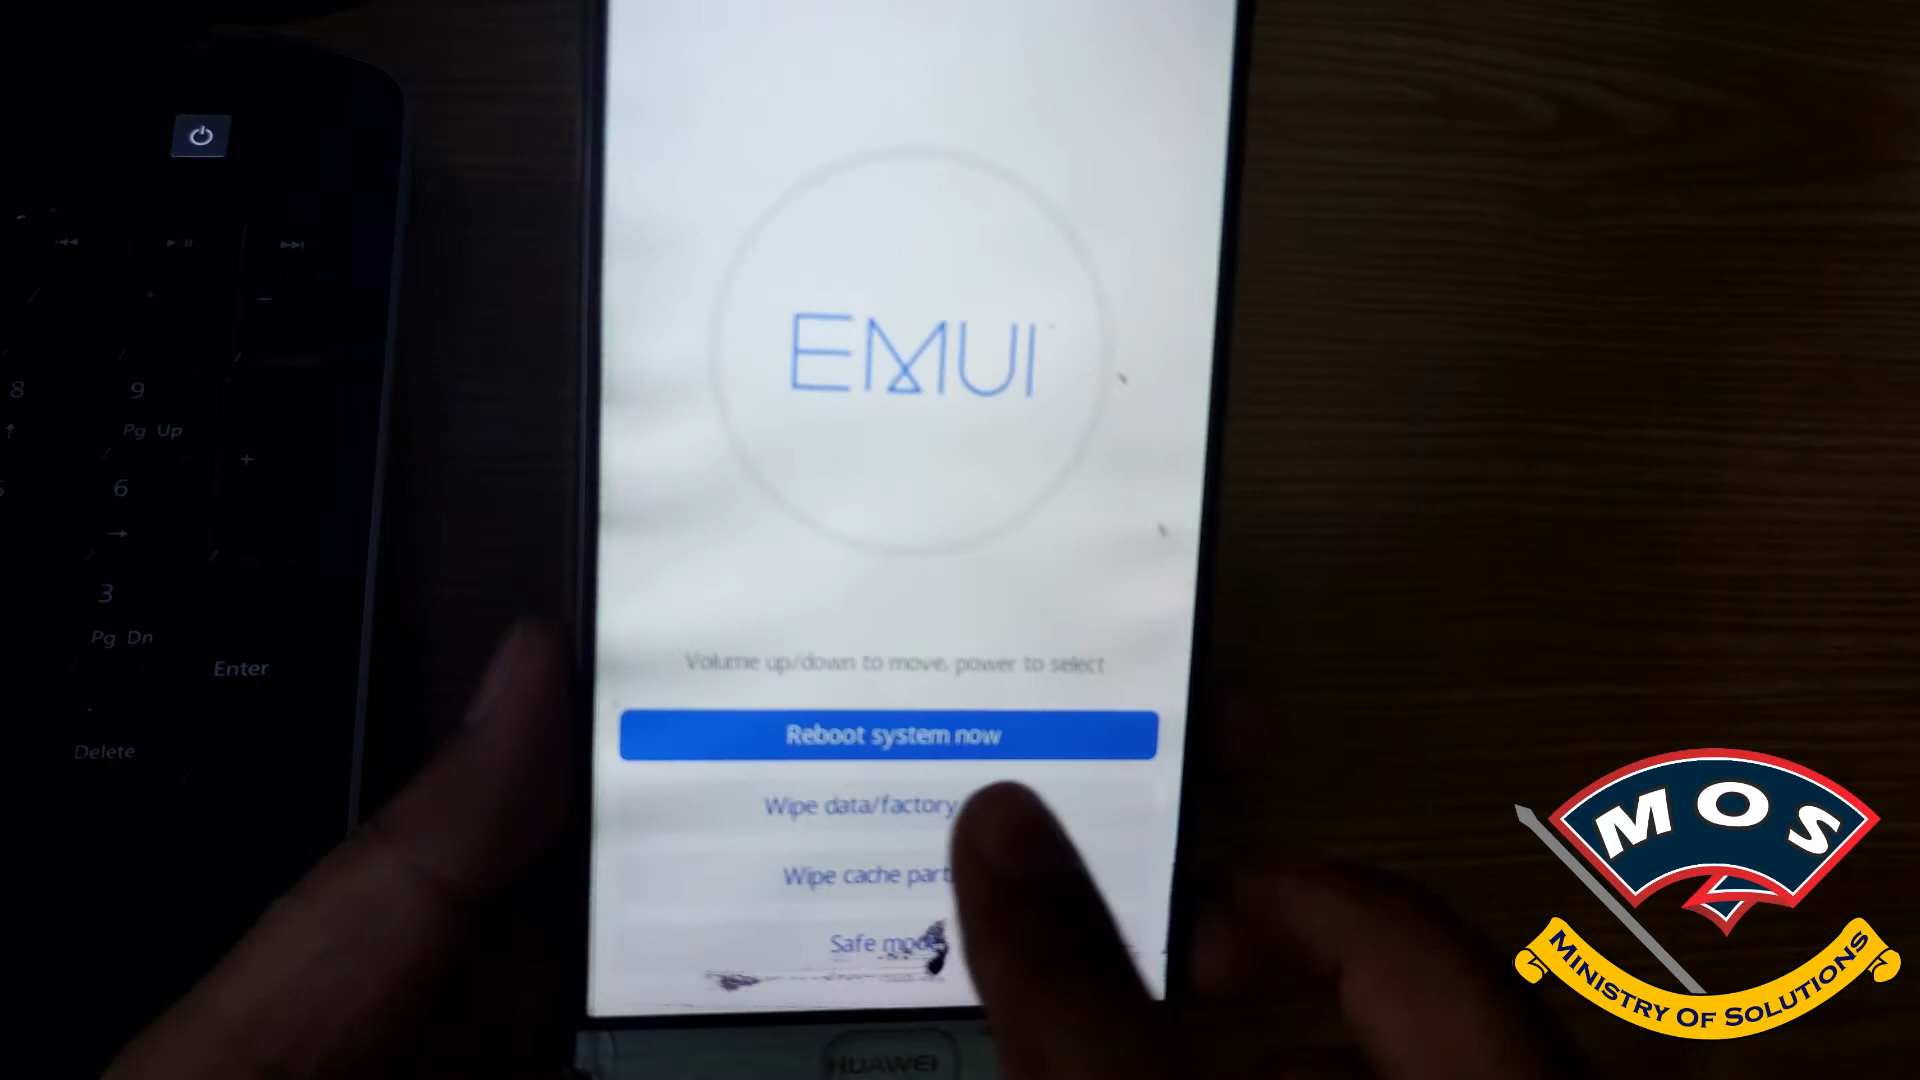 EMUI
Volume up/down to move, power to select
Reboot system now
Wipe data/factory
Wipe cache part
Safe mode
HUAWEI
8
9
Pg Up
+
6
3
Pg Dn
Enter
Delete
MOS
MINISTRY OF SOLUTIONS